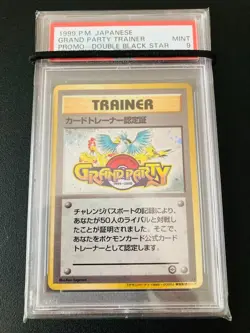 1999 P.M. JAPANESE
GRAND PARTY TRAINER MINT
PROMO - DOUBLE BLACK STAR 9
TRAINER
カードトレーナー認定証
GRAND PARTY
チャレンジパスポートの記録により、
あなたが50人のライバルと対戦し
たことが証明されました。そこで、
あなたをポケモンカード公式カード
トレーナーとして認定します。